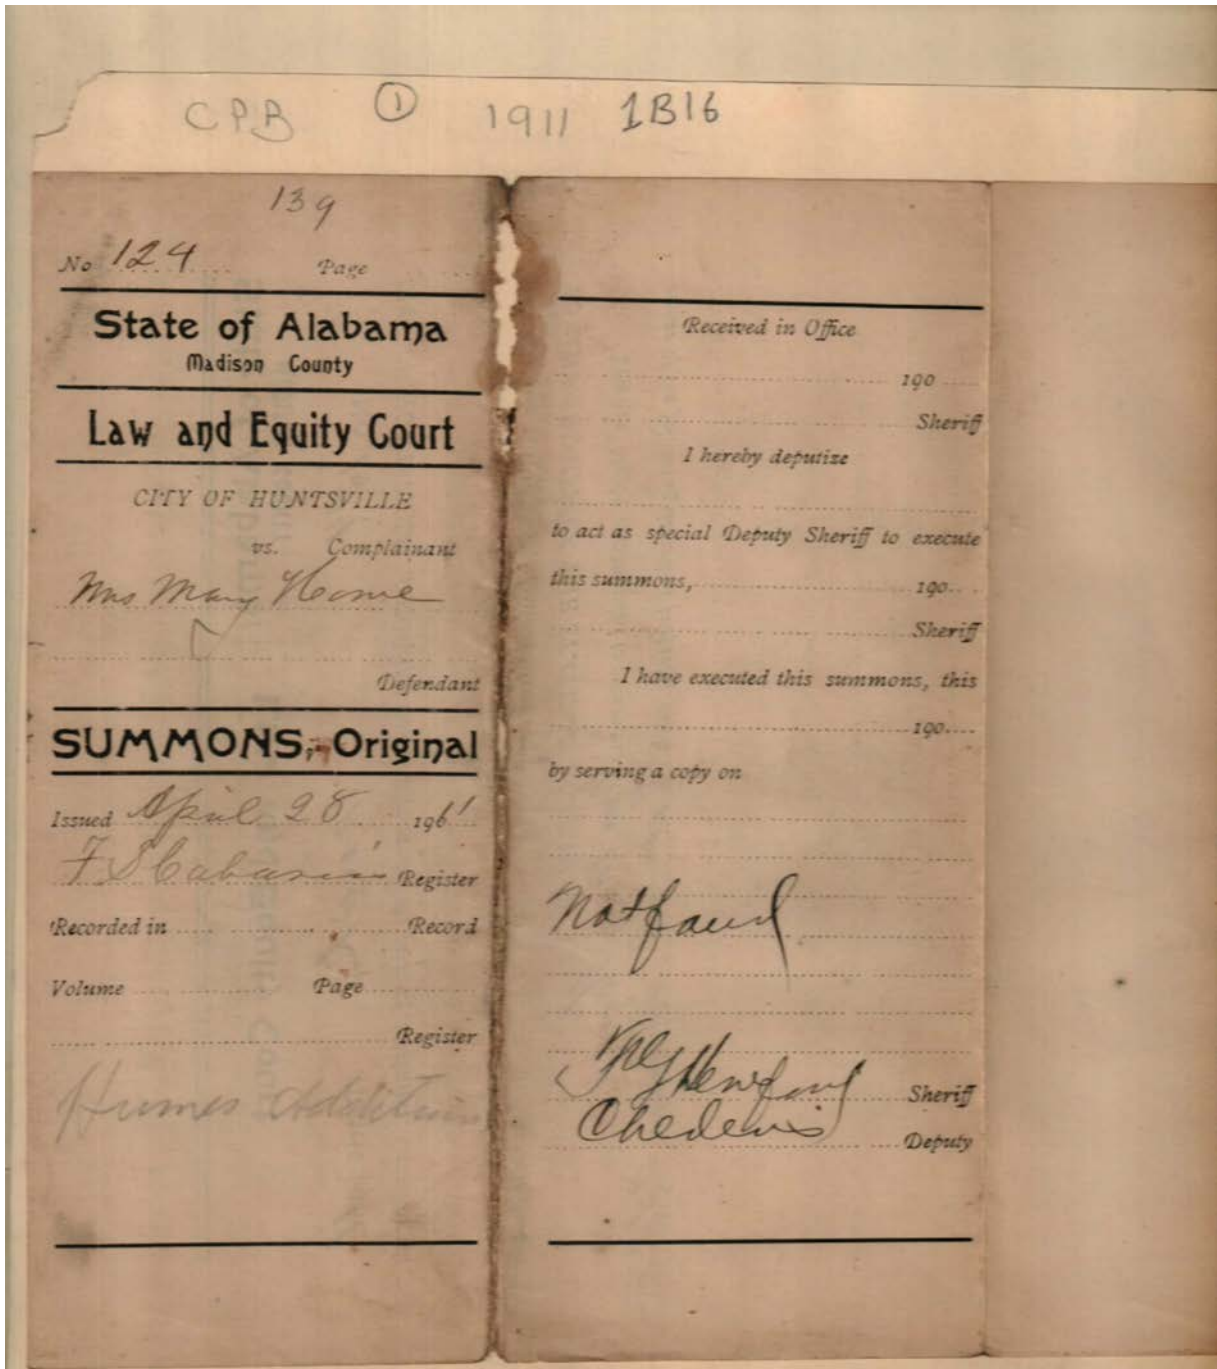 CPB 1 1911 1B16
139
No 124 Page
State of Alabama
Madison County
Law and Equity Court
CITY OF HUNTSVILLE
vs. Complainant
Mrs Mary
Defendant
SUMMONS, Original
Issued April 28 1901
Register
Recorded in Record
Volume Page
Register
Humes Addition
Received in Office
190
Sheriff
I hereby deputize
to act as special Deputy Sheriff to execute
this summons, 190
Sheriff
I have executed this summons, this
190
by serving a copy on
Not found
Sheriff
Deputy